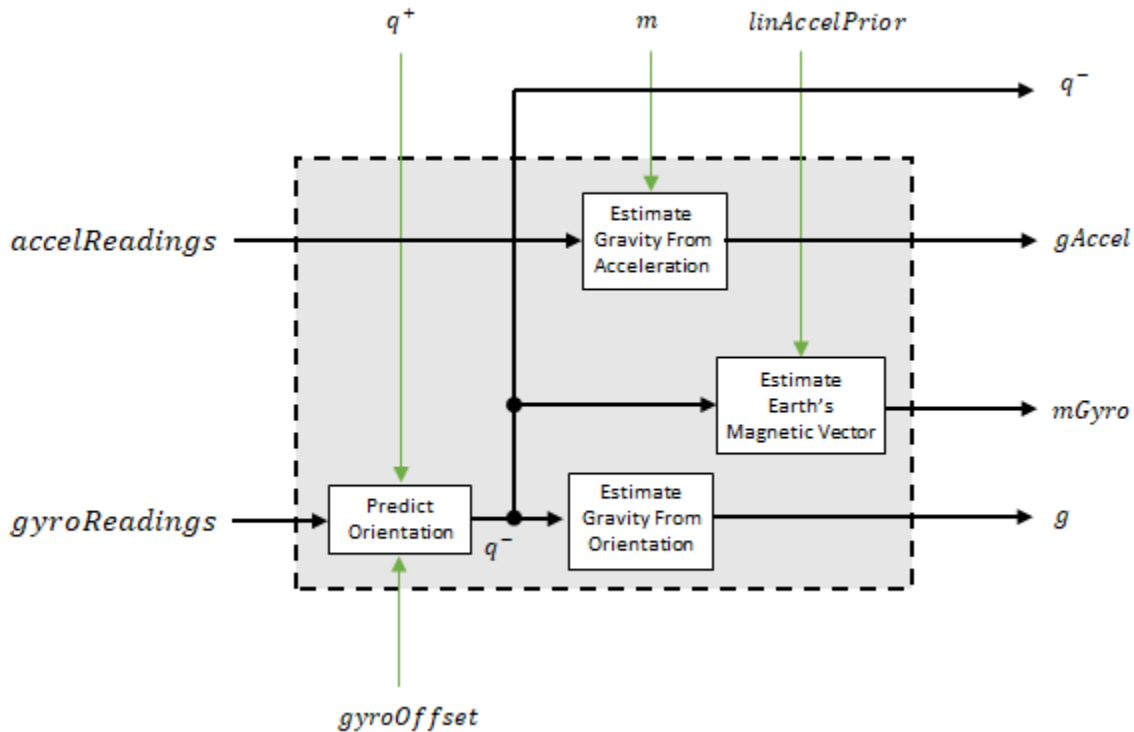 q⁺
m
linAccelPrior
q⁻
Estimate
Gravity From
Acceleration
accelReadings
gAccel
Estimate
Earth's
Magnetic Vector
mGyro
Predict
Orientation
gyroReadings
q⁻
Estimate
Gravity From
Orientation
g
gyroOffset